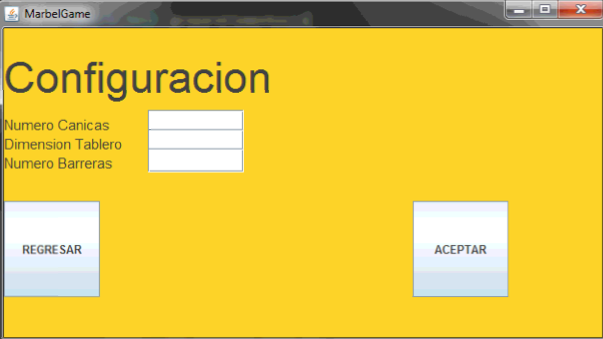 MarbelGame
Configuracion
Numero Canicas
Dimension Tablero
Numero Barreras
REGRESAR
ACEPTAR